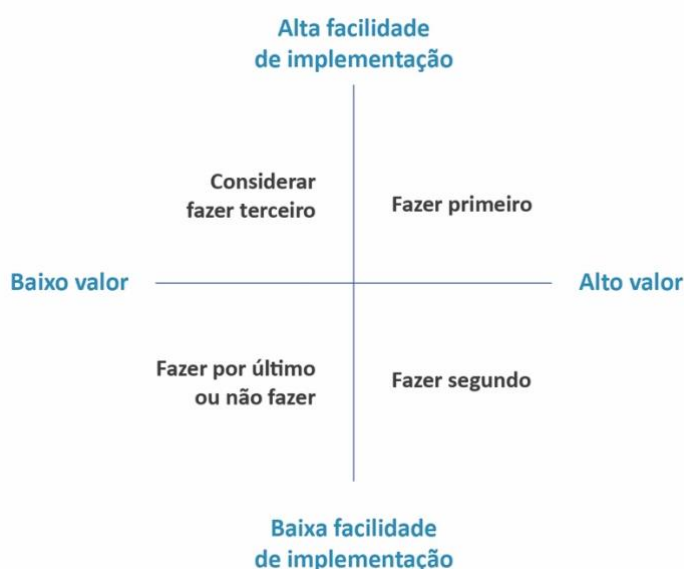 Alta facilidade
de implementação
Considerar
fazer terceiro
Fazer primeiro
Baixo valor
Alto valor
Fazer por último
ou não fazer
Fazer segundo
Baixa facilidade
de implementação